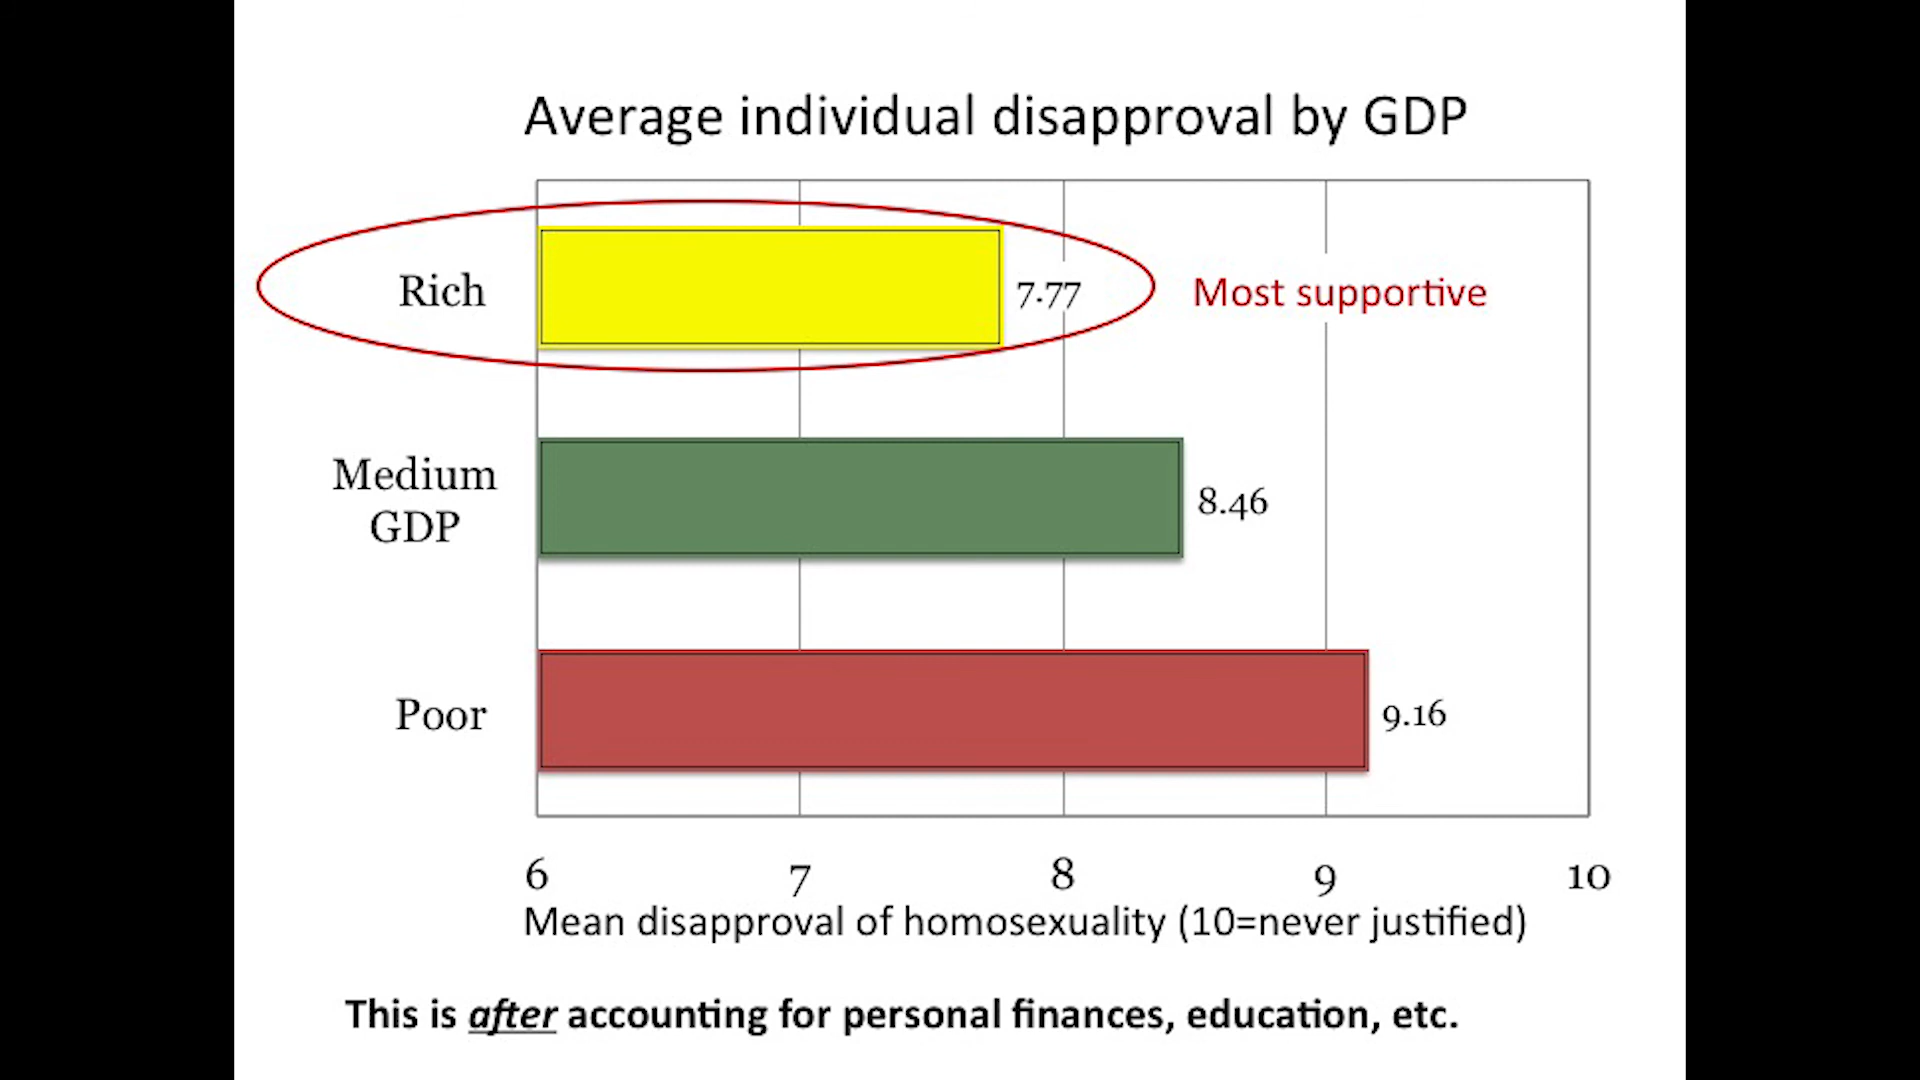 Average individual disapproval by GDP
Rich
7.77
Most supportive
Medium
GDP
8.46
Poor
9.16
6 7 8 9 10
Mean disapproval of homosexuality (10=never justified)
This is after accounting for personal finances, education, etc.